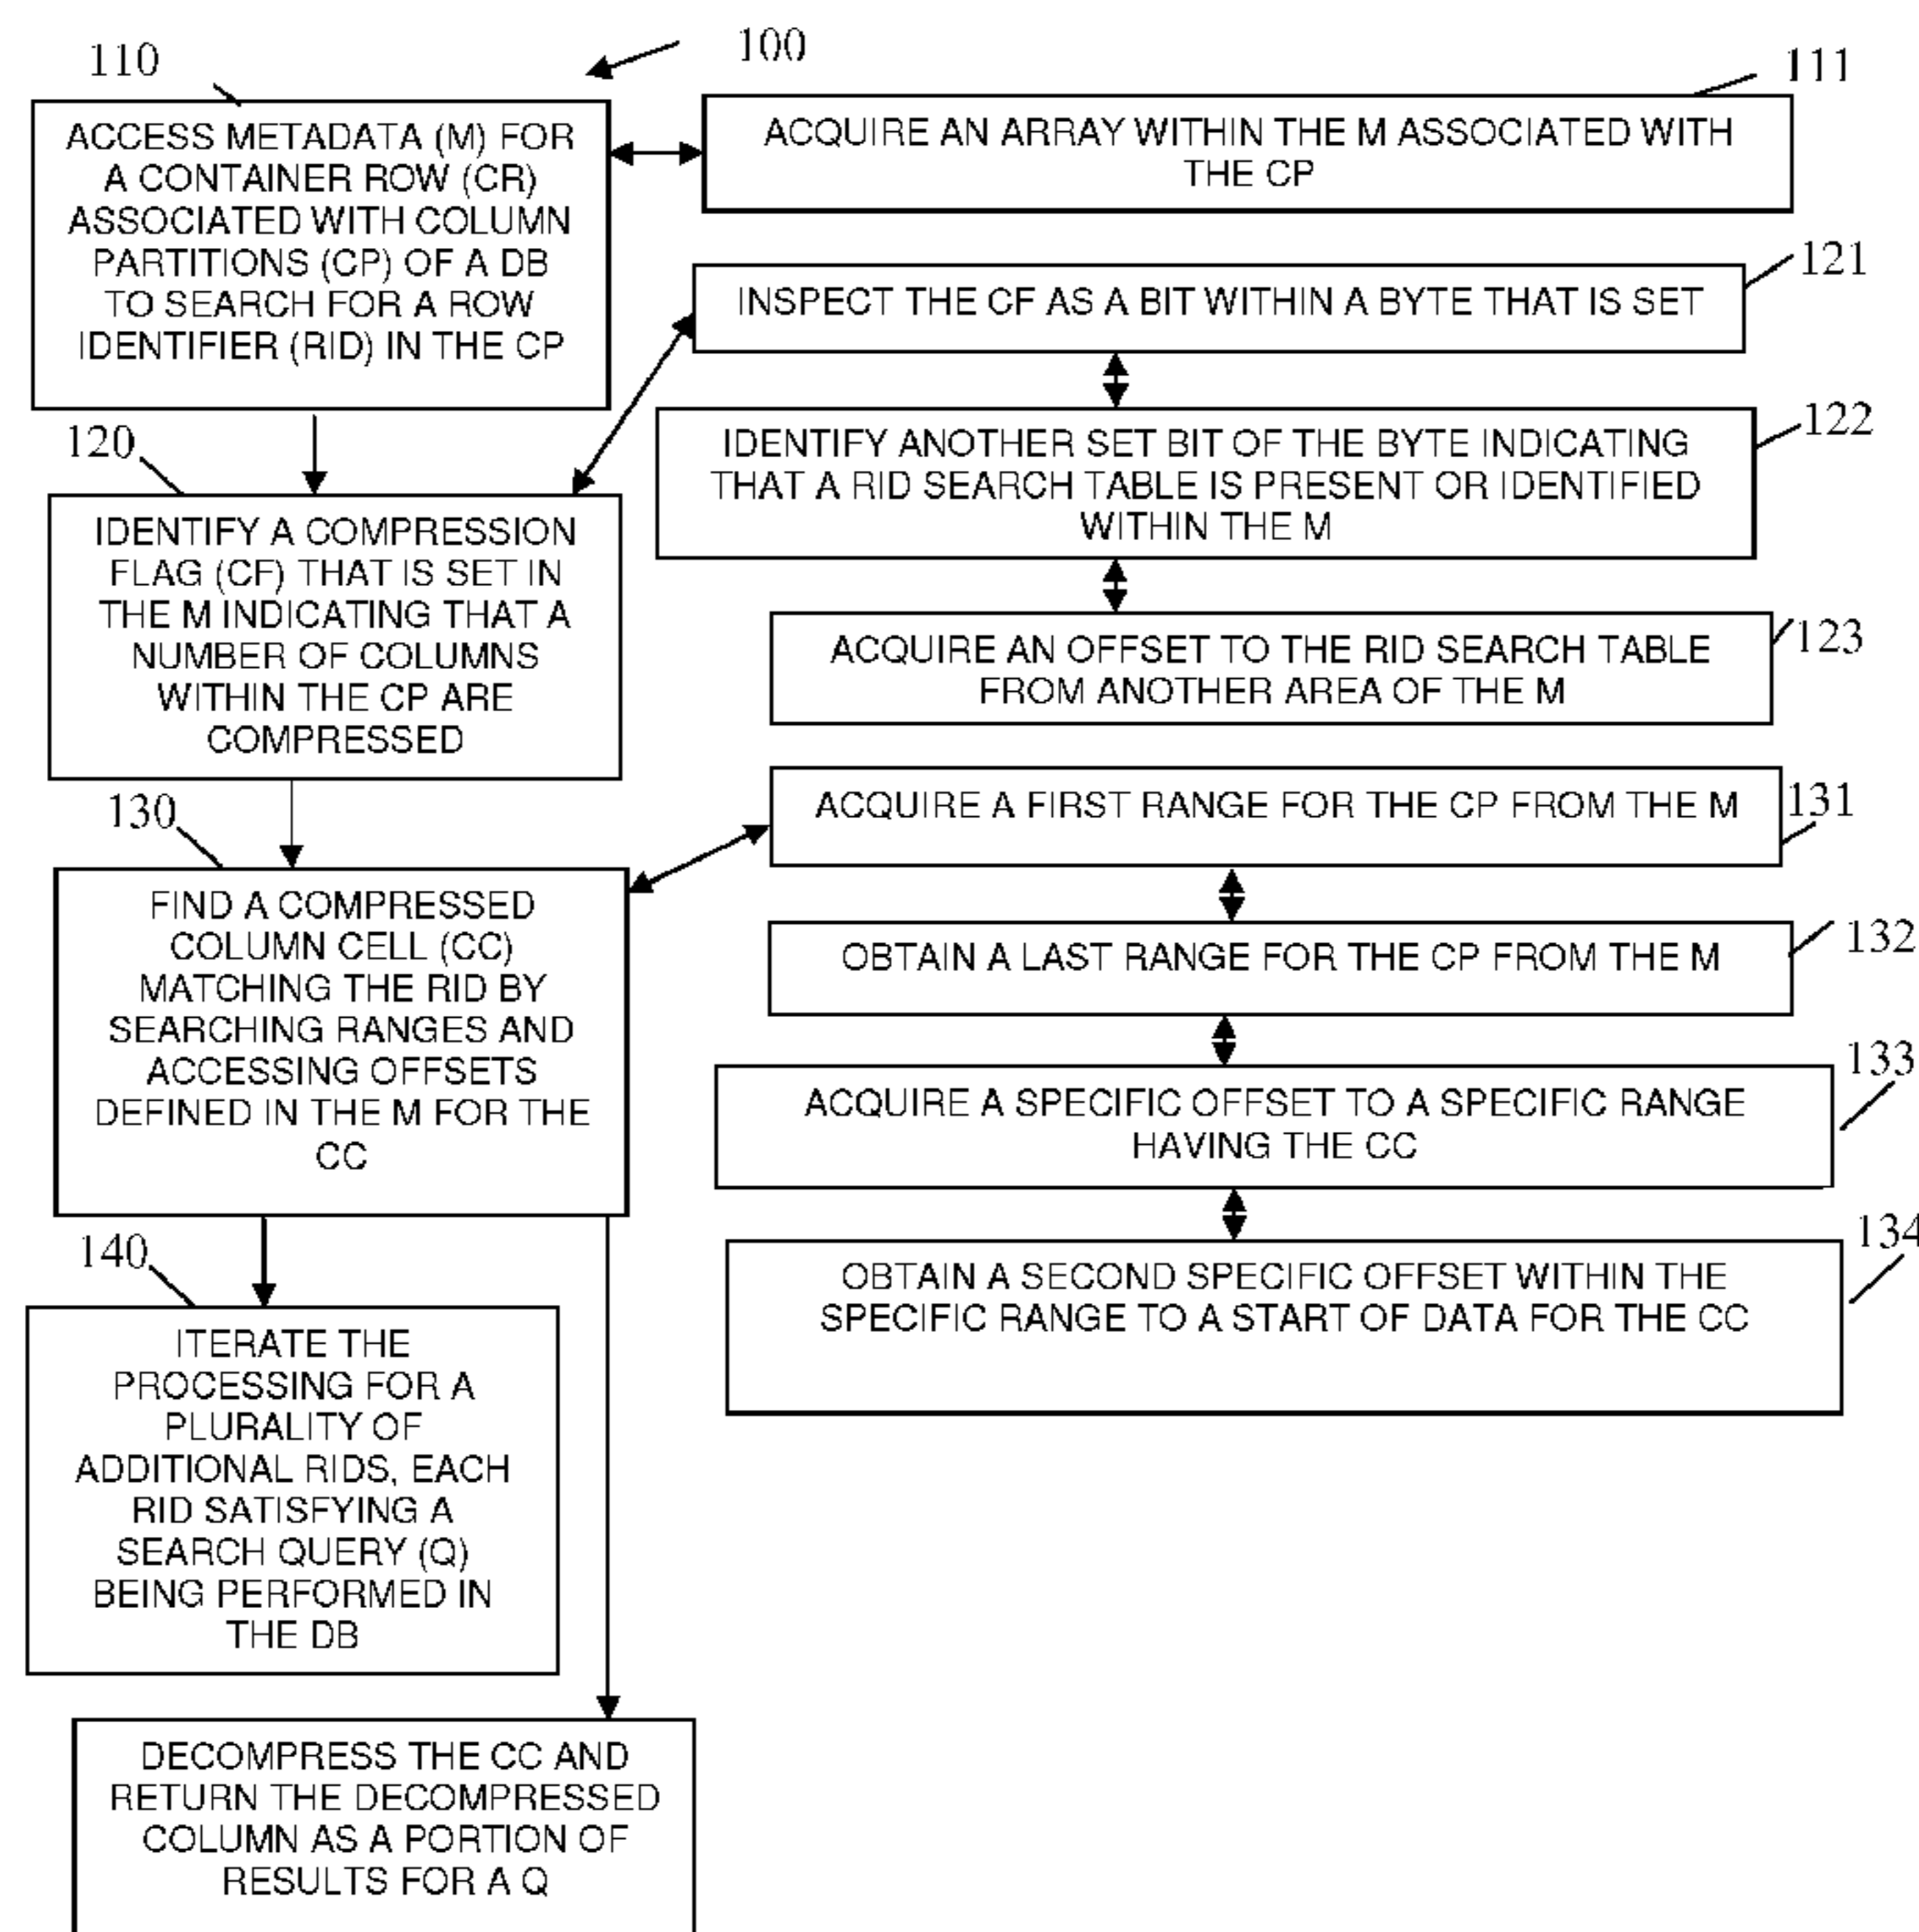 100
110
ACCESS METADATA (M) FOR
A CONTAINER ROW (CR)
ASSOCIATED WITH COLUMN
PARTITIONS (CP) OF A DB
TO SEARCH FOR A ROW
IDENTIFIER (RID) IN THE CP
111
ACQUIRE AN ARRAY WITHIN THE M ASSOCIATED WITH
THE CP
121
INSPECT THE CF AS A BIT WITHIN A BYTE THAT IS SET
122
IDENTIFY ANOTHER SET BIT OF THE BYTE INDICATING
THAT A RID SEARCH TABLE IS PRESENT OR IDENTIFIED
WITHIN THE M
123
ACQUIRE AN OFFSET TO THE RID SEARCH TABLE
FROM ANOTHER AREA OF THE M
120
IDENTIFY A COMPRESSION
FLAG (CF) THAT IS SET IN
THE M INDICATING THAT A
NUMBER OF COLUMNS
WITHIN THE CP ARE
COMPRESSED
130
FIND A COMPRESSED
COLUMN CELL (CC)
MATCHING THE RID BY
SEARCHING RANGES AND
ACCESSING OFFSETS
DEFINED IN THE M FOR THE
CC
131
ACQUIRE A FIRST RANGE FOR THE CP FROM THE M
132
OBTAIN A LAST RANGE FOR THE CP FROM THE M
133
ACQUIRE A SPECIFIC OFFSET TO A SPECIFIC RANGE
HAVING THE CC
134
OBTAIN A SECOND SPECIFIC OFFSET WITHIN THE
SPECIFIC RANGE TO A START OF DATA FOR THE CC
140
ITERATE THE
PROCESSING FOR A
PLURALITY OF
ADDITIONAL RIDS, EACH
RID SATISFYING A
SEARCH QUERY (Q)
BEING PERFORMED IN
THE DB
DECOMPRESS THE CC AND
RETURN THE DECOMPRESSED
COLUMN AS A PORTION OF
RESULTS FOR A Q